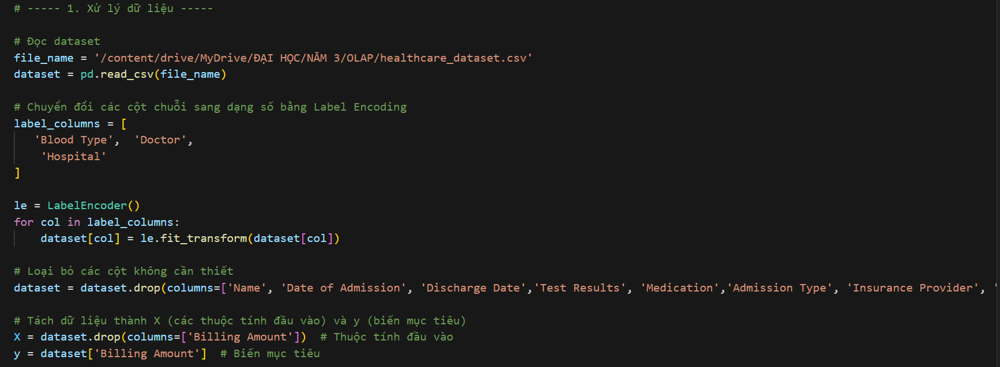 # ----- 1. Xử lý dữ liệu -----
# Đọc dataset
file_name = '/content/drive/MyDrive/ĐẠI HỌC/NĂM 3/OLAP/healthcare_dataset.csv'
dataset = pd.read_csv(file_name)
# Chuyển đổi các cột chuỗi sang dạng số bằng Label Encoding
label_columns = [
'Blood Type',  'Doctor',
'Hospital'
]
le = LabelEncoder()
for col in label_columns:
dataset[col] = le.fit_transform(dataset[col])
# Loại bỏ các cột không cần thiết
dataset = dataset.drop(columns=['Name', 'Date of Admission', 'Discharge Date','Test Results', 'Medication','Admission Type', 'Insurance Provider', '
# Tách dữ liệu thành X (các thuộc tính đầu vào) và y (biến mục tiêu)
X = dataset.drop(columns=['Billing Amount'])  # Thuộc tính đầu vào
y = dataset['Billing Amount']  # Biến mục tiêu